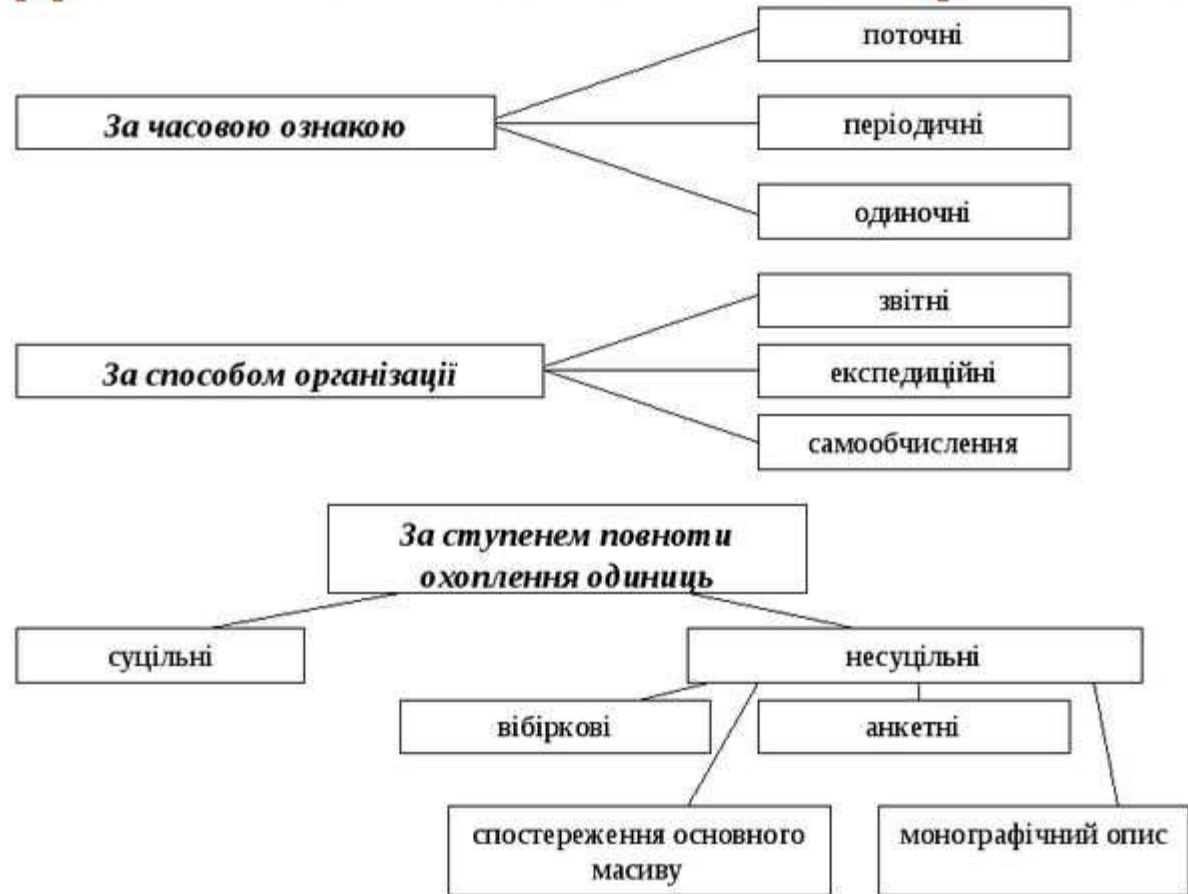 поточні
За часовою ознакою
періодичні
одиночні
звітні
За способом організації
експедиційні
самообчислення
За ступенем повноти
охоплення одиниць
суцільні
несуцільні
вібіркові
анкетні
спостереження основного
масиву
монографічний опис